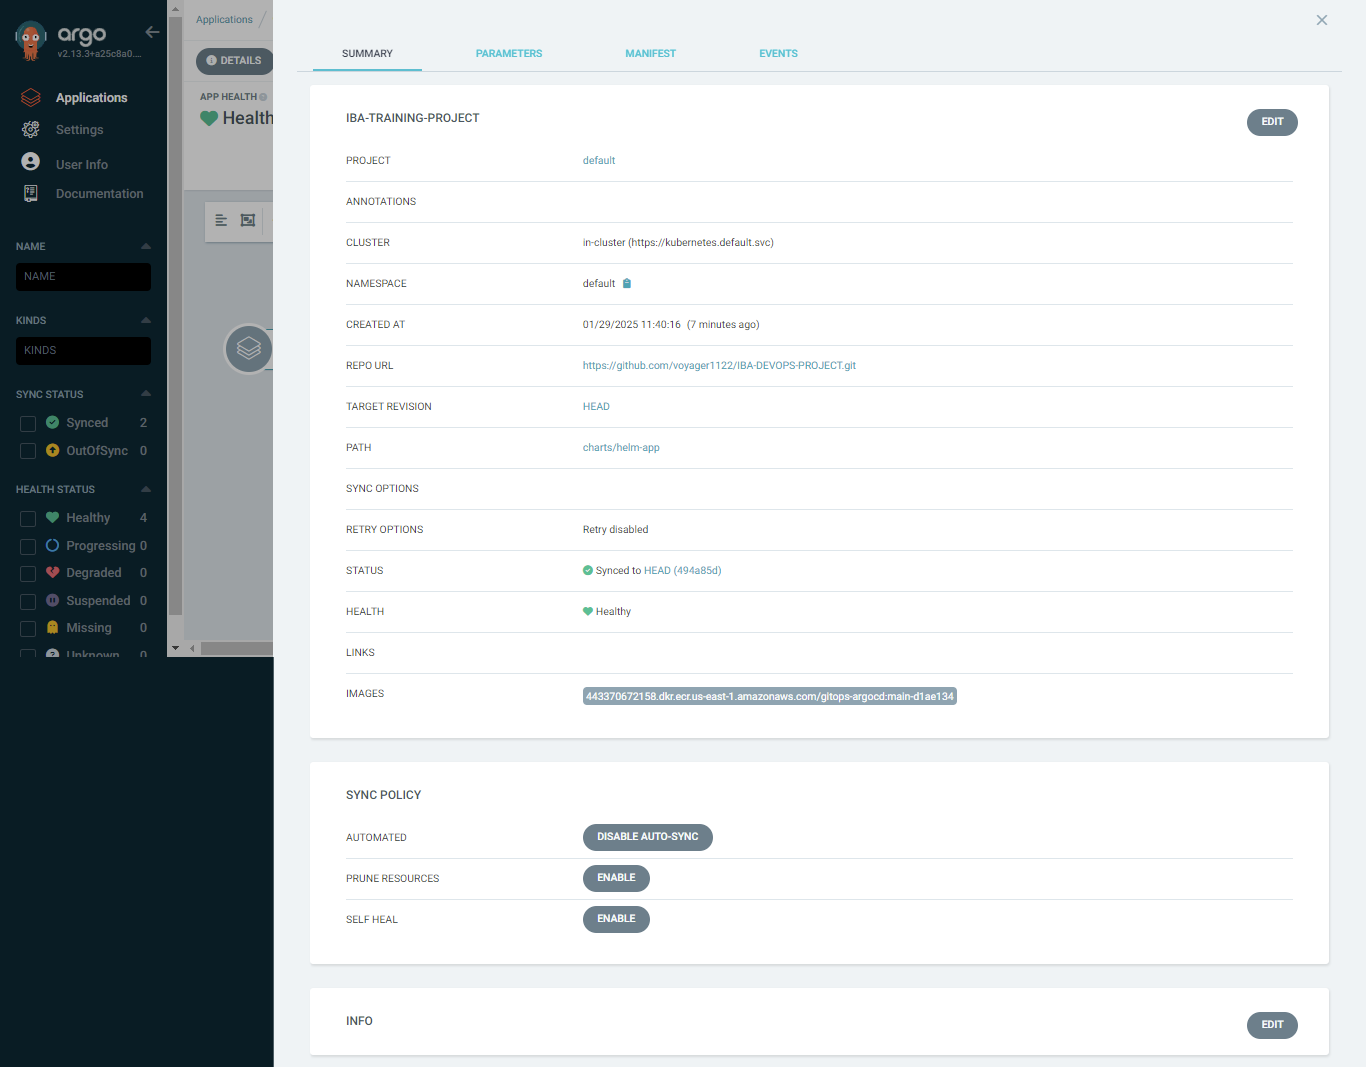 argo
v2.13.3+a25c8a0....
Applications
Settings
User Info
Documentation
NAME
NAME
KINDS
KINDS
SYNC STATUS
Synced 2
OutOfSync 0
HEALTH STATUS
Healthy 4
Progressing 0
Degraded 0
Suspended 0
Missing 0
Unknown 0
Applications /
DETAILS
APP HEALTH
Health
SUMMARY PARAMETERS MANIFEST EVENTS
IBA-TRAINING-PROJECT EDIT
PROJECT default
ANNOTATIONS
CLUSTER in-cluster (https://kubernetes.default.svc)
NAMESPACE default
CREATED AT 01/29/2025 11:40:16 (7 minutes ago)
REPO URL https://github.com/voyager1122/IBA-DEVOPS-PROJECT.git
TARGET REVISION HEAD
PATH charts/helm-app
SYNC OPTIONS
RETRY OPTIONS Retry disabled
STATUS Synced to HEAD (494a85d)
HEALTH Healthy
LINKS
IMAGES 443370672158.dkr.ecr.us-east-1.amazonaws.com/gitops-argocd:main-d1ae134
SYNC POLICY
AUTOMATED DISABLE AUTO-SYNC
PRUNE RESOURCES ENABLE
SELF HEAL ENABLE
INFO EDIT